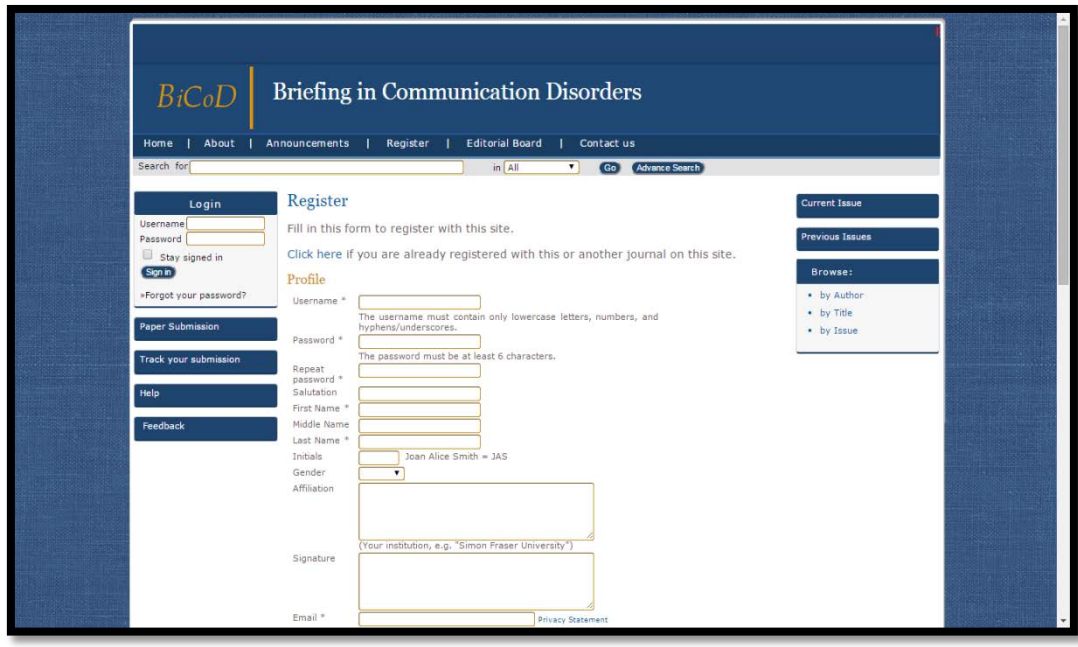 BiCoD
Briefing in Communication Disorders
Home | About | Announcements | Register | Editorial Board | Contact us
Search for in All Go Advance Search
Login
Username
Password
Stay signed in
Sign in
»Forgot your password?
Paper Submission
Track your submission
Help
Feedback
Register
Fill in this form to register with this site.
Click here if you are already registered with this or another journal on this site.
Profile
Username *
The username must contain only lowercase letters, numbers, and
hyphens/underscores.
Password *
The password must be at least 6 characters.
Repeat
password *
Salutation
First Name *
Middle Name
Last Name *
Initials Joan Alice Smith = JAS
Gender
Affiliation
(Your institution, e.g. "Simon Fraser University")
Signature
Email * Privacy Statement
Current Issue
Previous Issues
Browse:
by Author
by Title
by Issue